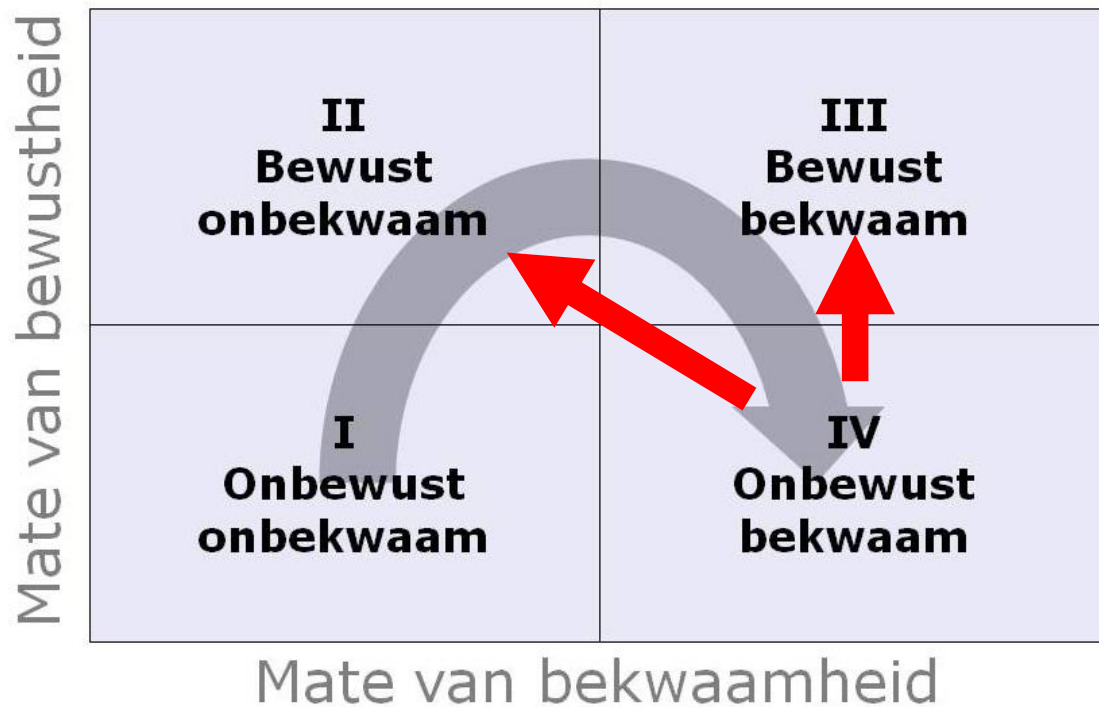 Mate van bewustheid
II
Bewust
onbekwaam
III
Bewust
bekwaam
I
Onbewust
onbekwaam
IV
Onbewust
bekwaam
Mate van bekwaamheid